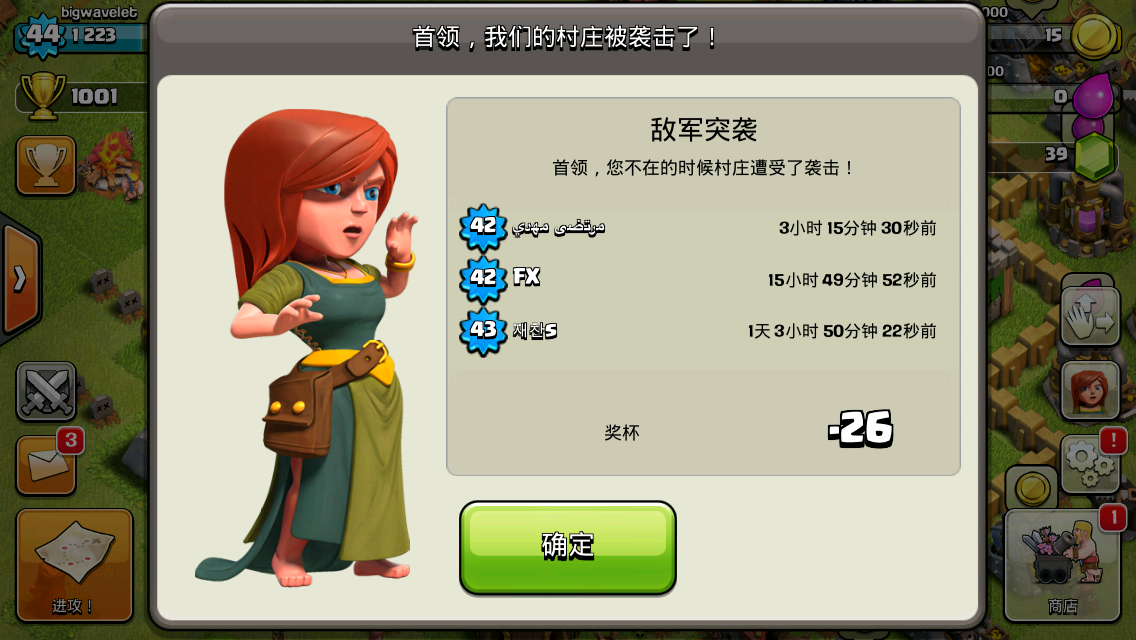 bigwavelet
44 1 223
1001
首领，我们的村庄被袭击了！
000
15
00
0
39
敌军突袭
首领，您不在的时候村庄遭受了袭击！
42 مرتضى مهدي 3小时 15分钟 30秒前
42 FX 15小时 49分钟 52秒前
43 재찬S 1天 3小时 50分钟 22秒前
奖杯 -26
确定
3
进攻！
!
1
商店